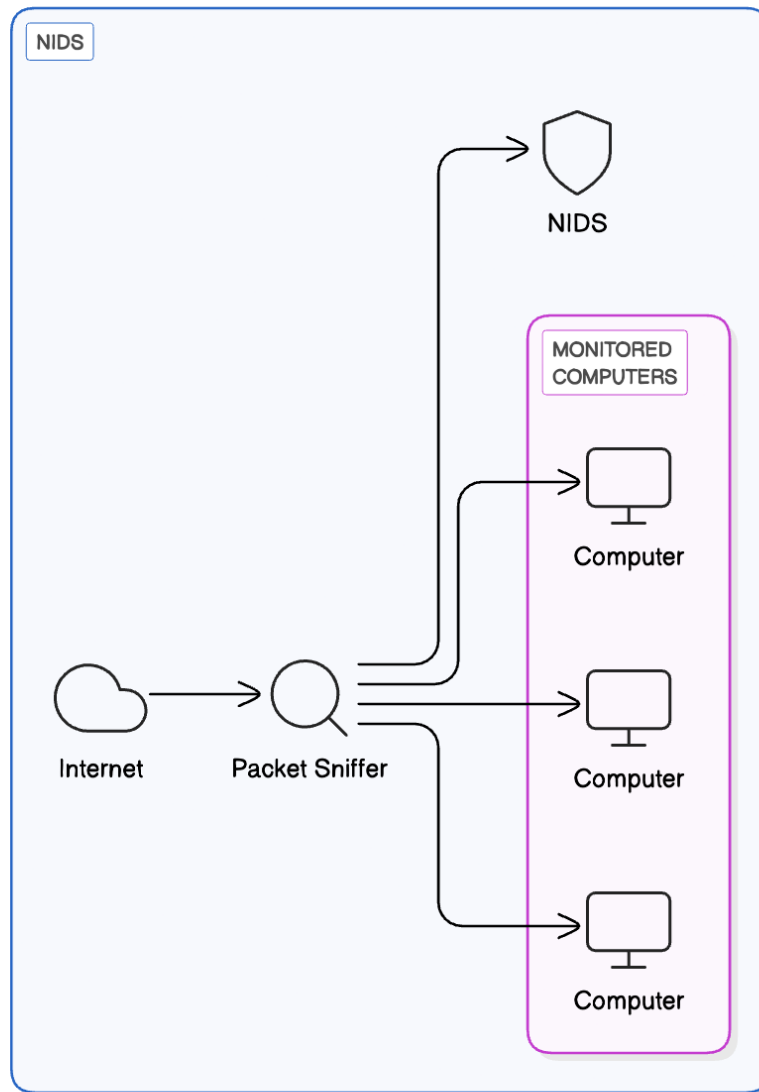 NIDS
NIDS
MONITORED
COMPUTERS
Computer
Internet
Packet Sniffer
Computer
Computer